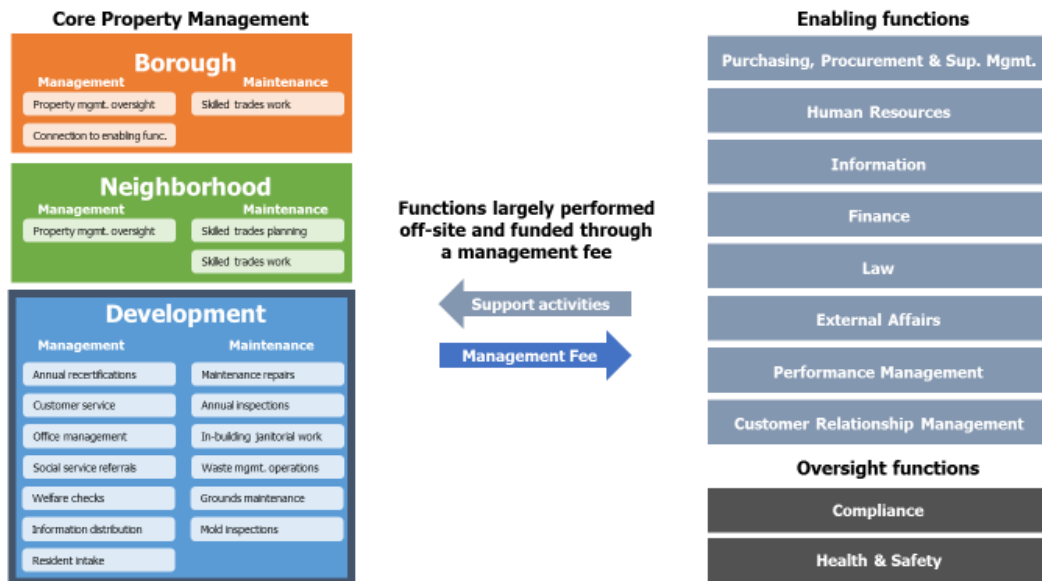 Core Property Management
Borough
Management
Maintenance
Property mgmt. oversight
Skilled trades work
Connection to enabling func.
Neighborhood
Management
Maintenance
Property mgmt. oversight
Skilled trades planning
Skilled trades work
Development
Management
Maintenance
Annual recertifications
Maintenance repairs
Customer service
Annual inspections
Office management
In-building janitorial work
Social service referrals
Waste mgmt. operations
Welfare checks
Grounds maintenance
Information distribution
Mold inspections
Resident intake
Functions largely performed
off-site and funded through
a management fee
Support activities
Management Fee
Enabling functions
Purchasing, Procurement & Sup. Mgmt.
Human Resources
Information
Finance
Law
External Affairs
Performance Management
Customer Relationship Management
Oversight functions
Compliance
Health & Safety